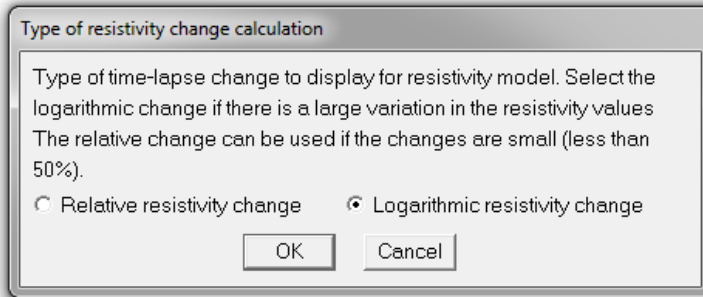 Type of resistivity change calculation
Type of time-lapse change to display for resistivity model. Select the
logarithmic change if there is a large variation in the resistivity values
The relative change can be used if the changes are small (less than
50%).
Relative resistivity change Logarithmic resistivity change
OK Cancel